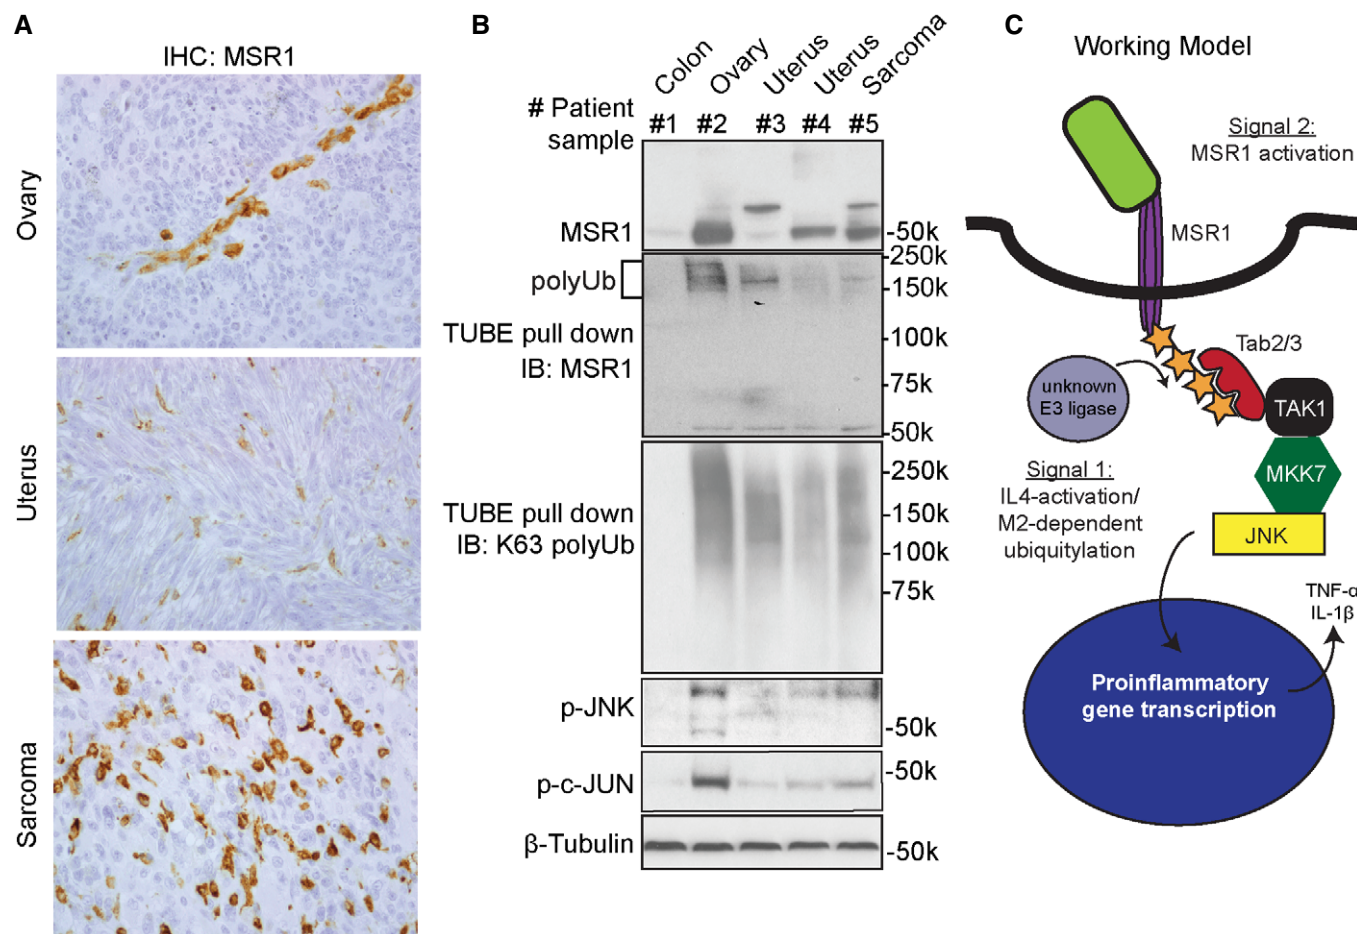 A
IHC: MSR1
Ovary
Uterus
Sarcoma
B
Colon
Ovary
Uterus
Uterus
Sarcoma
# Patient
sample
#1 #2 #3 #4 #5
MSR1
-50k
polyUb
-250k
-150k
TUBE pull down
IB: MSR1
-100k
-75k
-50k
TUBE pull down
IB: K63 polyUb
-250k
-150k
-100k
-75k
p-JNK
-50k
p-c-JUN
-50k
β-Tubulin
-50k
C
Working Model
Signal 2:
MSR1 activation
MSR1
Tab2/3
unknown
E3 ligase
TAK1
MKK7
JNK
Signal 1:
IL4-activation/
M2-dependent
ubiquitylation
TNF-α
IL-1β
Proinflammatory
gene transcription